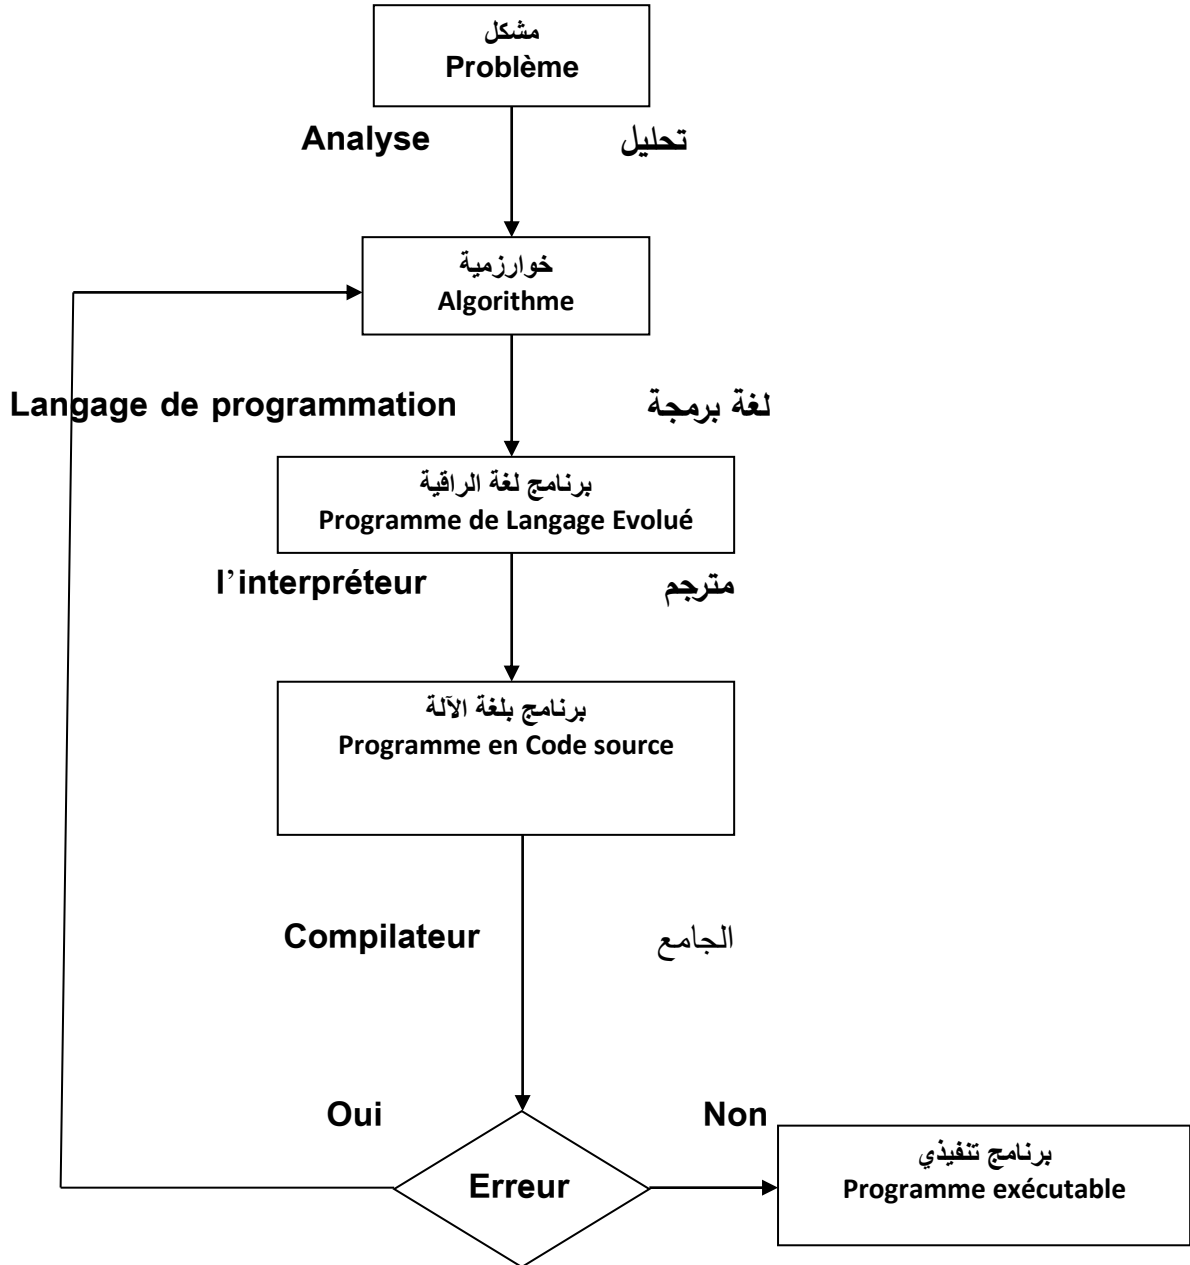 مشكل
Problème
Analyse تحليل
خوارزمية
Algorithme
Langage de programmation لغة برمجة
برنامج لغة الراقية
Programme de Langage Evolué
l’interpréteur مترجم
برنامج بلغة الآلة
Programme en Code source
Compilateur الجامع
Oui Non
برنامج تنفيذي
Erreur Programme exécutable